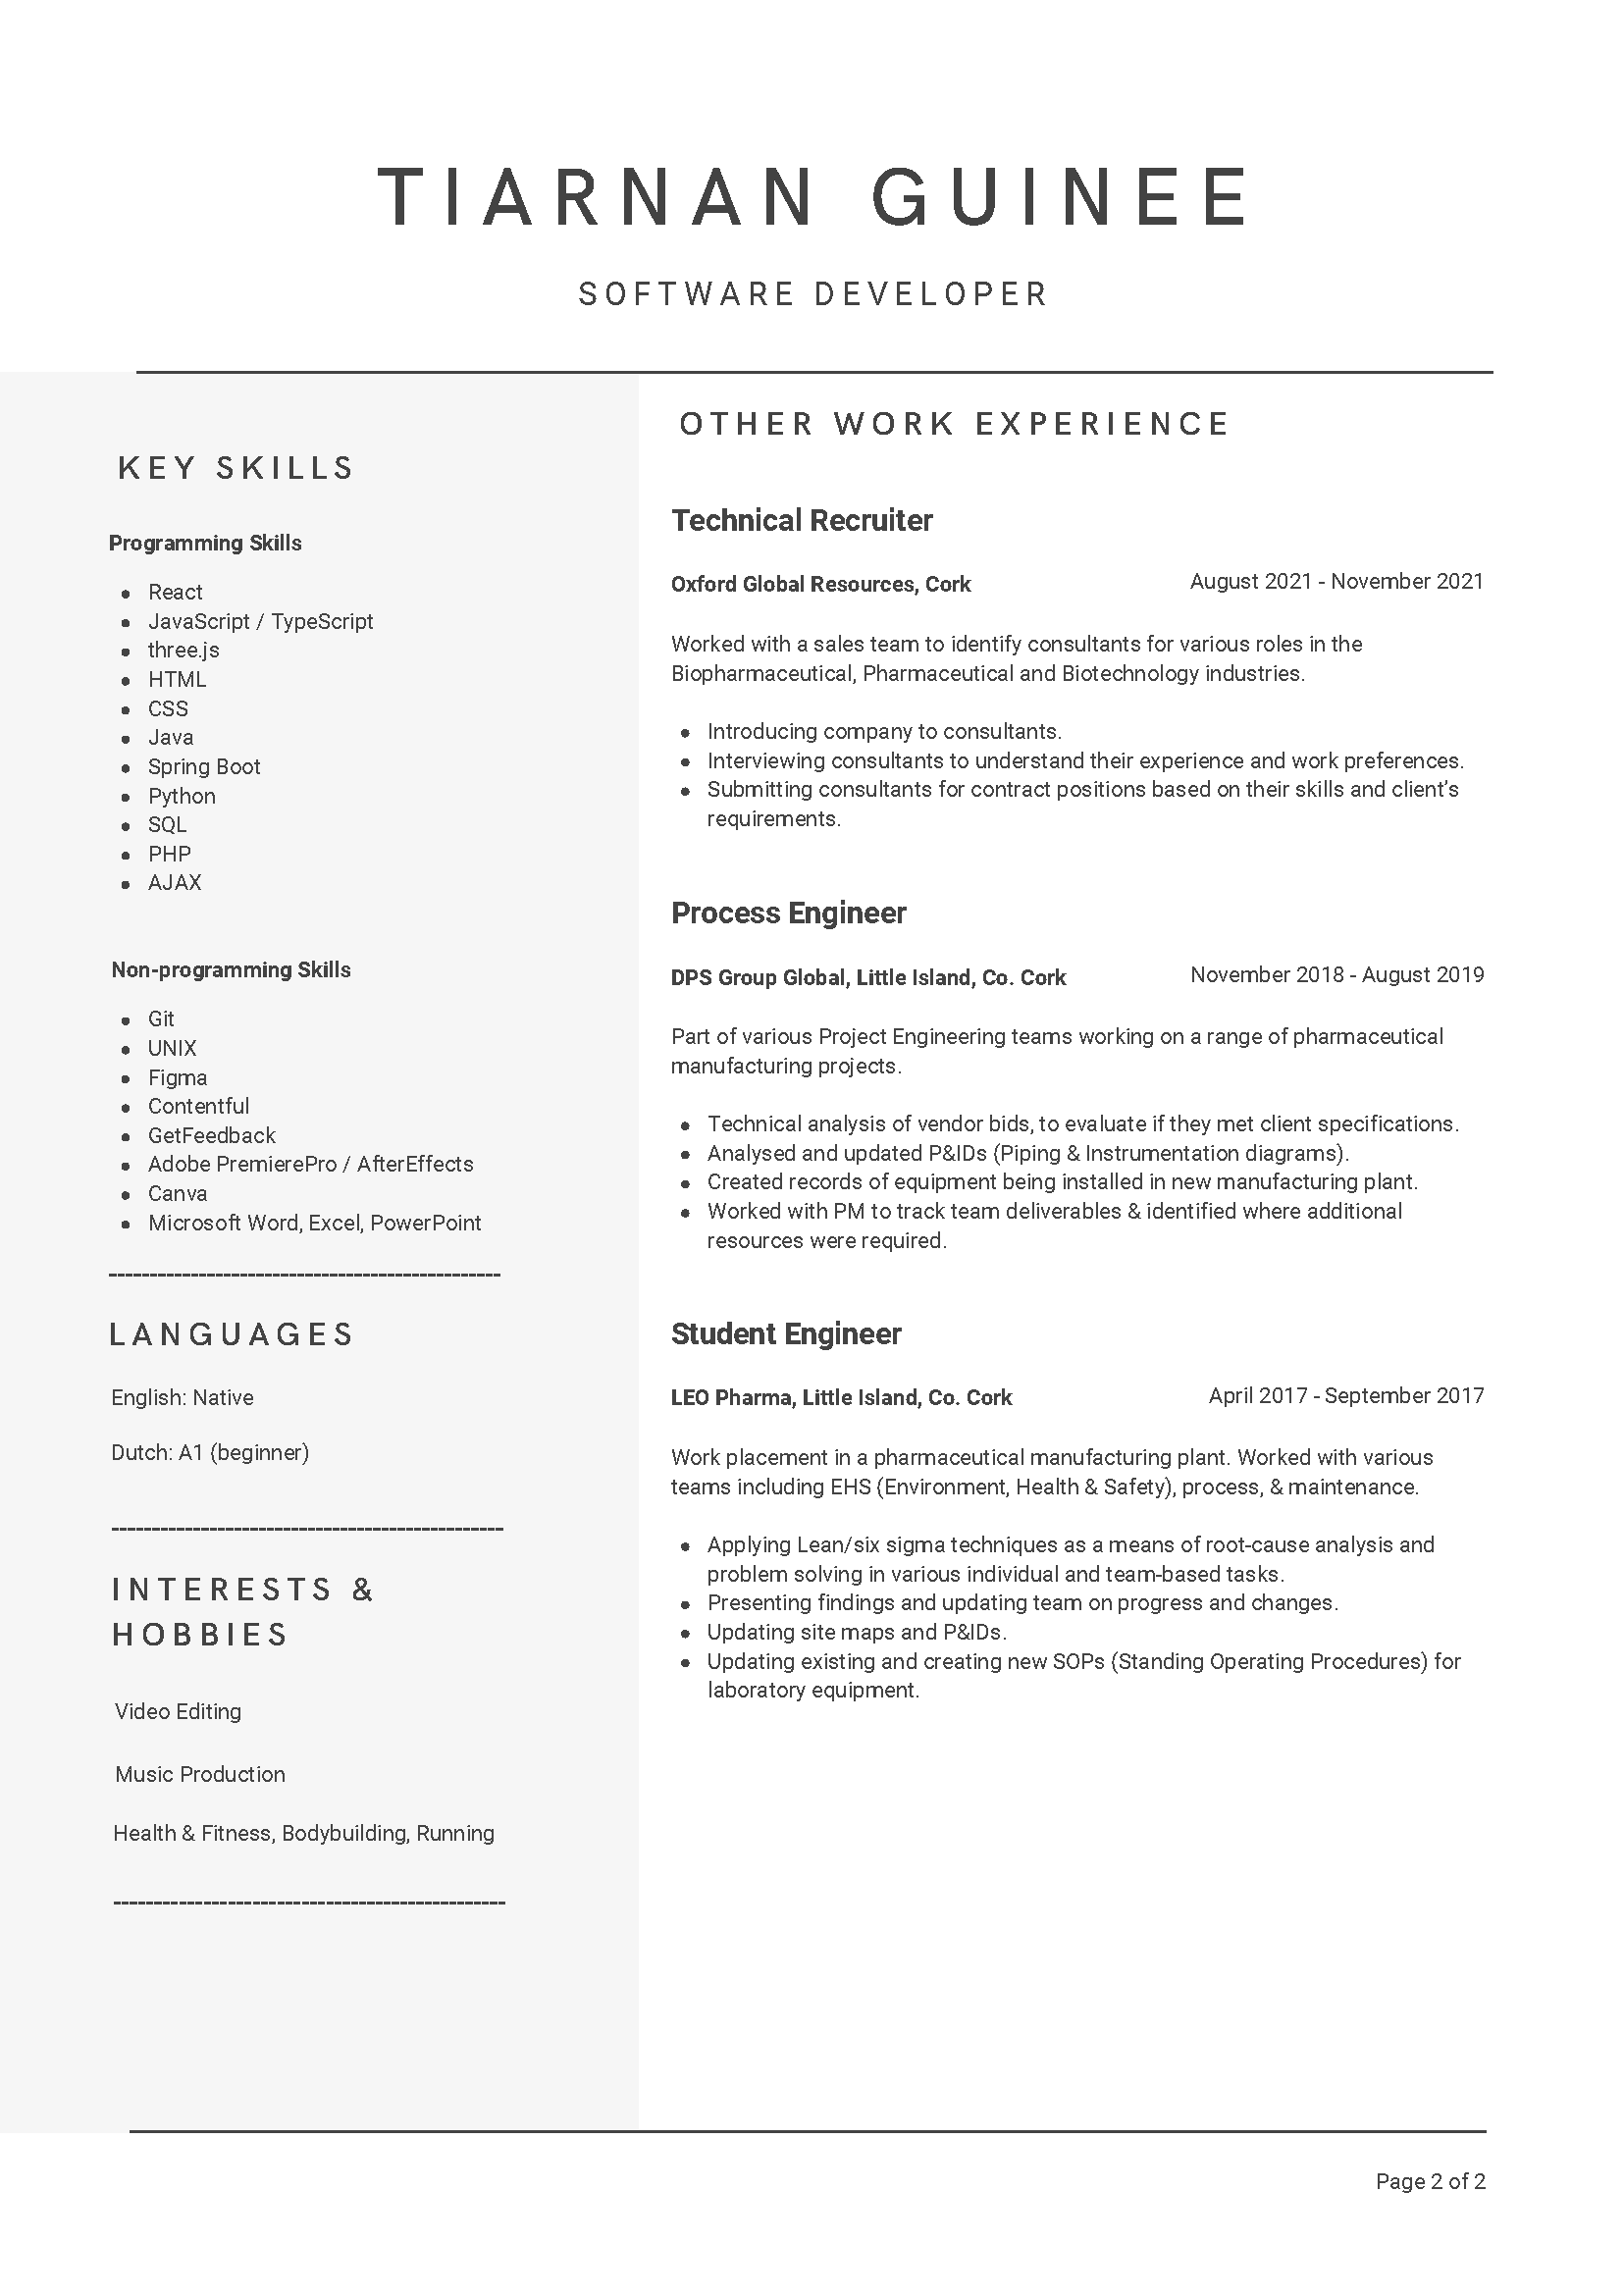 TIARNAN GUINEE
SOFTWARE DEVELOPER
KEY SKILLS
Programming Skills
• React
• JavaScript / TypeScript
• three.js
• HTML
• CSS
• Java
• Spring Boot
• Python
• SQL
• PHP
• AJAX
Non-programming Skills
• Git
• UNIX
• Figma
• Contentful
• GetFeedback
• Adobe PremierePro / AfterEffects
• Canva
• Microsoft Word, Excel, PowerPoint
LANGUAGES
English: Native
Dutch: A1 (beginner)
INTERESTS &
HOBBIES
Video Editing
Music Production
Health & Fitness, Bodybuilding, Running
OTHER WORK EXPERIENCE
Technical Recruiter
Oxford Global Resources, Cork August 2021 - November 2021
Worked with a sales team to identify consultants for various roles in the
Biopharmaceutical, Pharmaceutical and Biotechnology industries.
• Introducing company to consultants.
• Interviewing consultants to understand their experience and work preferences.
• Submitting consultants for contract positions based on their skills and client's
requirements.
Process Engineer
DPS Group Global, Little Island, Co. Cork November 2018 - August 2019
Part of various Project Engineering teams working on a range of pharmaceutical
manufacturing projects.
• Technical analysis of vendor bids, to evaluate if they met client specifications.
• Analysed and updated P&IDs (Piping & Instrumentation diagrams).
• Created records of equipment being installed in new manufacturing plant.
• Worked with PM to track team deliverables & identified where additional
resources were required.
Student Engineer
LEO Pharma, Little Island, Co. Cork April 2017 - September 2017
Work placement in a pharmaceutical manufacturing plant. Worked with various
teams including EHS (Environment, Health & Safety), process, & maintenance.
• Applying Lean/six sigma techniques as a means of root-cause analysis and
problem solving in various individual and team-based tasks.
• Presenting findings and updating team on progress and changes.
• Updating site maps and P&IDs.
• Updating existing and creating new SOPs (Standing Operating Procedures) for
laboratory equipment.
Page 2 of 2